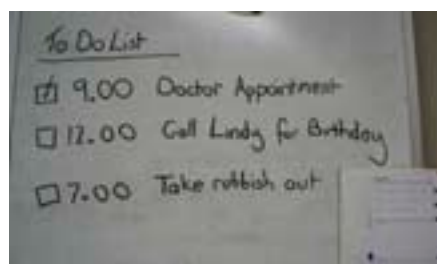 To Do List
9.00 Doctor Appointment
12.00 Call Lindy for Birthday
7.00 Take rubbish out